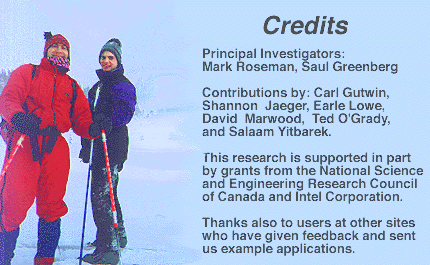 Credits
Principal Investigators:
Mark Roseman, Saul Greenberg
Contributions by: Carl Gutwin,
Shannon Jaeger, Earle Lowe,
David Marwood, Ted O'Grady,
and Salaam Yitbarek.
This research is supported in part
by grants from the National Science
and Engineering Research Council
of Canada and Intel Corporation.
Thanks also to users at other sites
who have given feedback and sent
us example applications.